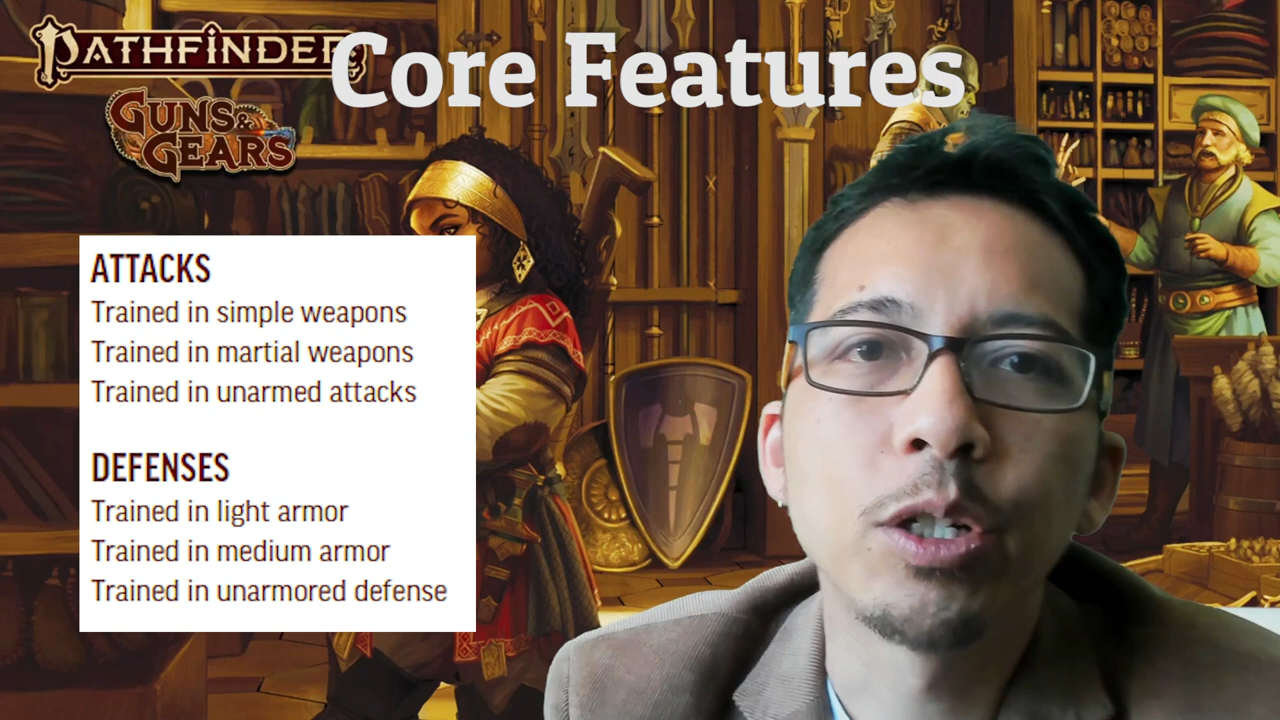 PATHFINDER
Core Features
GUNS &
GEARS
ATTACKS
Trained in simple weapons
Trained in martial weapons
Trained in unarmed attacks
DEFENSES
Trained in light armor
Trained in medium armor
Trained in unarmored defense